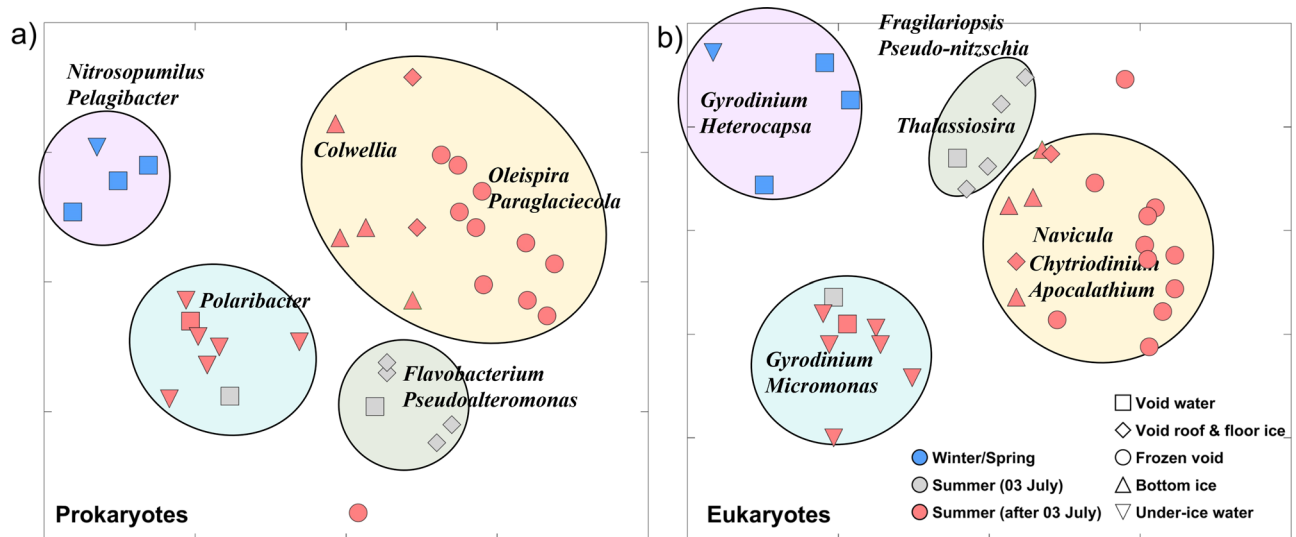 a)
Nitrosopumilus
Pelagibacter
Colwellia
Oleispira
Paraglaciecola
Polaribacter
Flavobacterium
Pseudoalteromonas
Prokaryotes
b)
Fragilariopsis
Pseudo-nitzschia
Gyrodinium
Heterocapsa
Thalassiosira
Navicula
Chytriodinium
Apocalathium
Gyrodinium
Micromonas
Eukaryotes
Winter/Spring
Summer (03 July)
Summer (after 03 July)
Void water
Void roof & floor ice
Frozen void
Bottom ice
Under-ice water